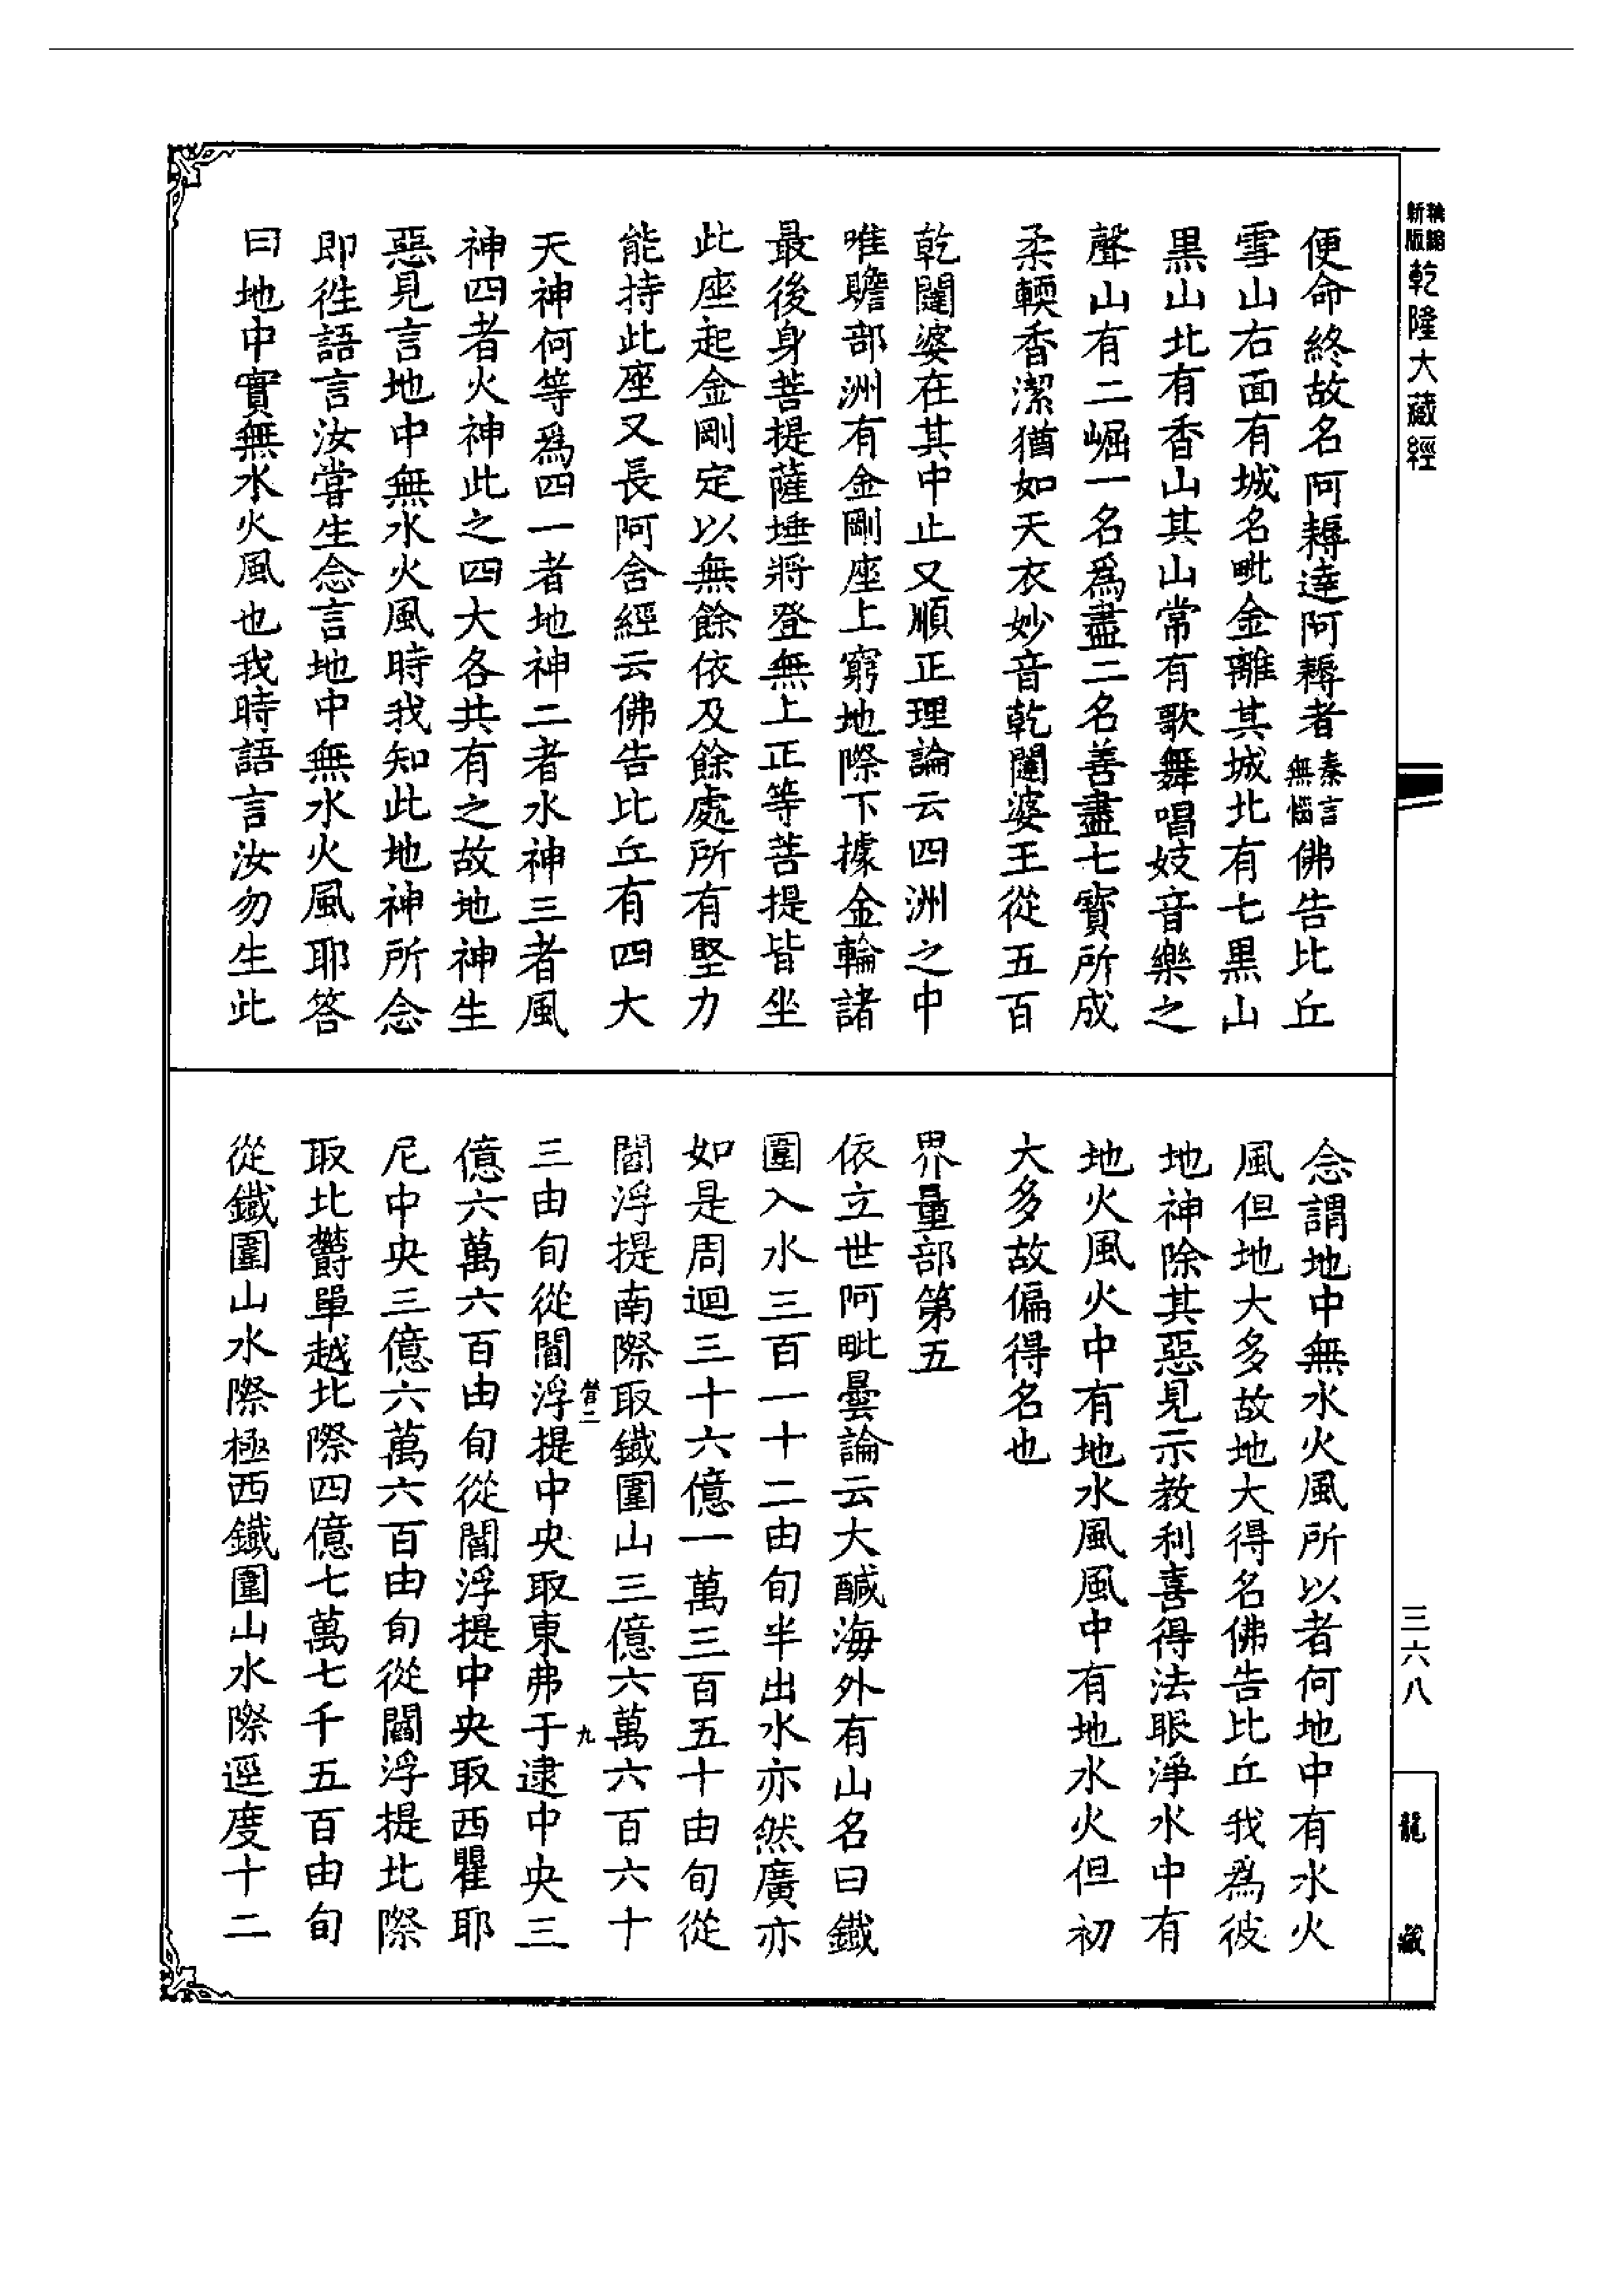 新編縮版
乾隆大藏經
便命終故名阿耨達阿耨者秦言無惱佛告比丘
雪山右面有城名毗金離其城北有七黑山
黑山北有香山其山常有歌舞唱妓音樂之
聲山有二崛一名爲盡二名善盡七寶所成
柔輭香潔猶如天衣妙音乾闥婆王從五百
乾闥婆在其中止又順正理論云四洲之中
唯贍部洲有金剛座上窮地際下據金輪諸
最後身菩提薩埵將登無上正等菩提皆坐
此座起金剛定以無餘依及餘處所有堅力
能持此座又長阿含經云佛告比丘有四大
天神何等爲四一者地神二者水神三者風
神四者火神此之四大各共有之故地神生
惡見言地中無水火風時我知此地神所念
即徃語言汝嘗生念言地中無水火風耶答
曰地中實無水火風也我時語言汝勿生此
念謂地中無水火風所以者何地中有水火
風但地大多故地大得名佛告比丘我爲彼
地神除其惡見示教利喜得法眼淨水中有
地火風火中有地水風風中有地水火但初
大多故偏得名也
界量部第五
依立世阿毗曇論云大鹹海外有山名曰鐵
圍入水三百一十二由旬半出水亦然廣亦
如是周迴三十六億一萬三百五十由旬從
閻浮提南際取鐵圍山三億六萬六百六十
三由旬從閻浮提中央取東弗于逮中央三
億六萬六百由旬從閻浮提中央取西瞿耶
尼中央三億六萬六百由旬從閻浮提北際
取北欝單越北際四億七萬七千五百由旬
從鐵圍山水際極西鐵圍山水際逕度十二
二
九
三六八
龍藏